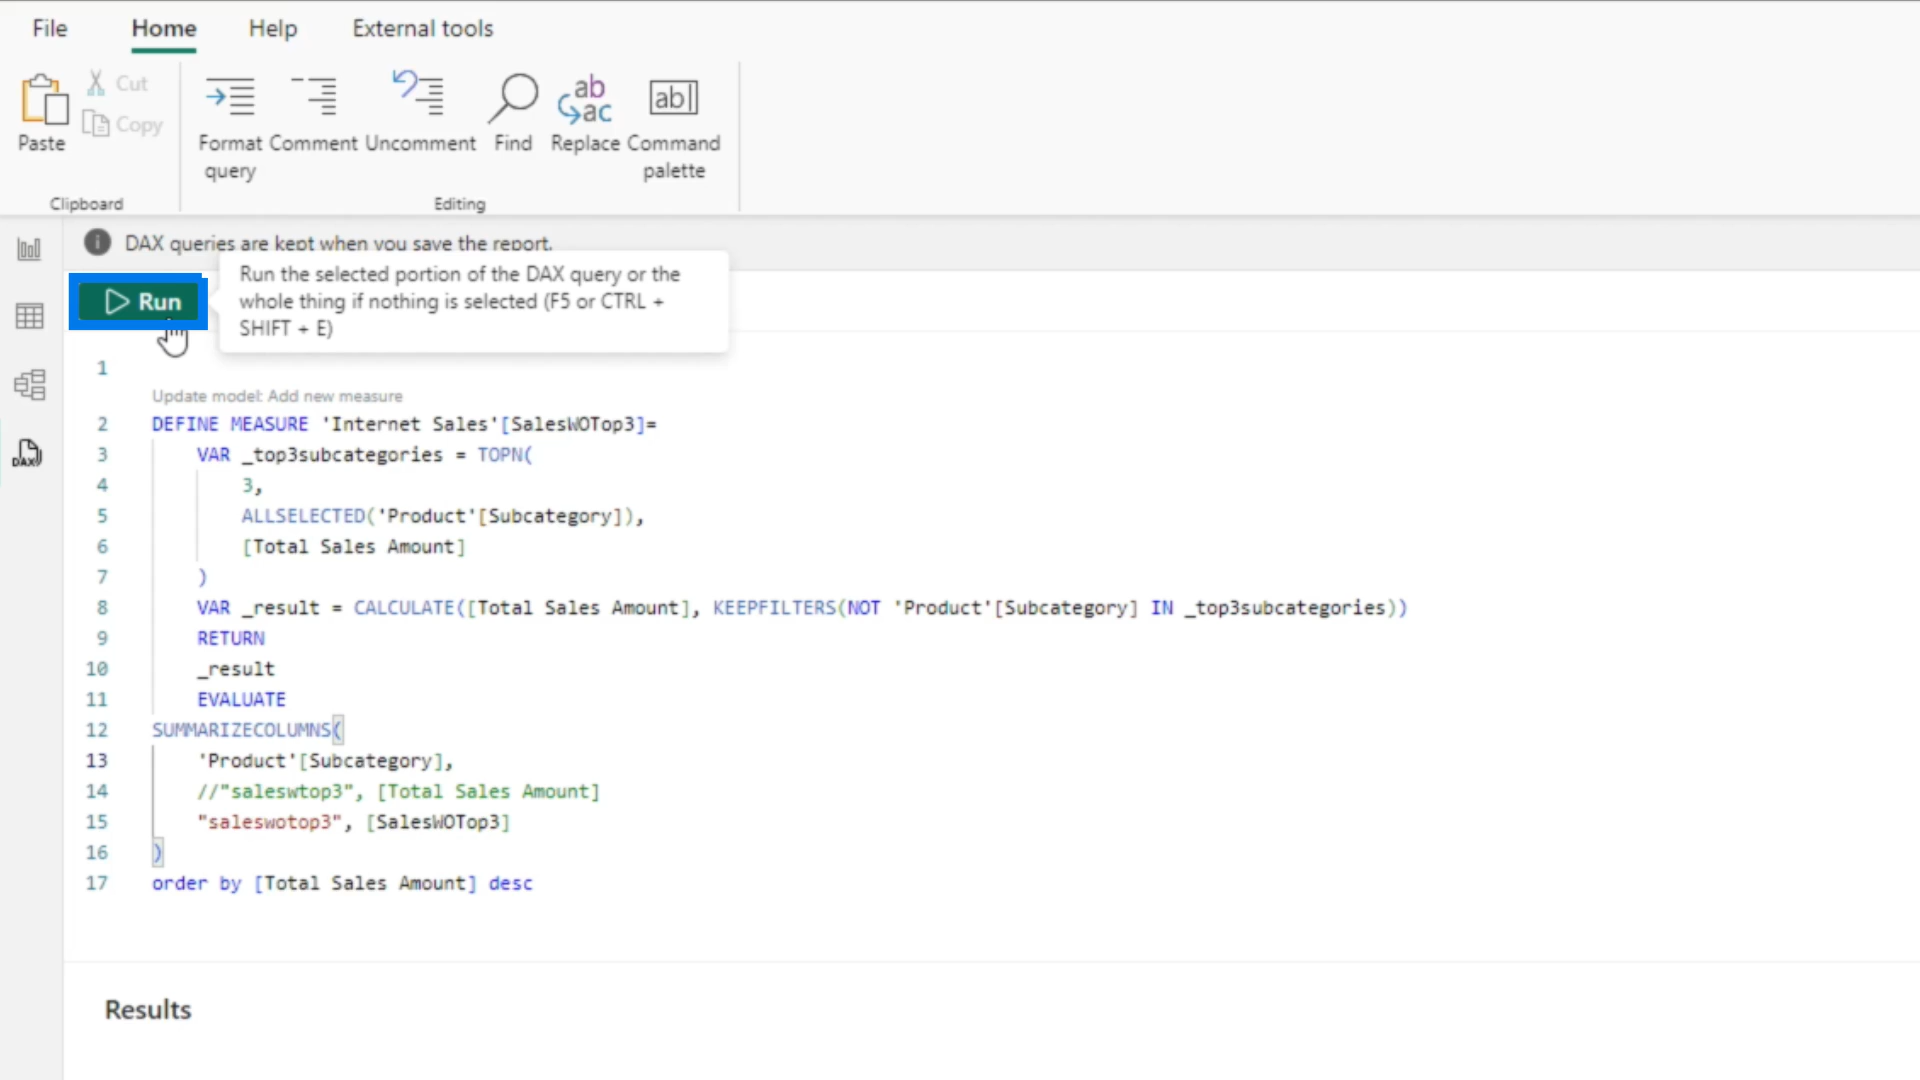 File Home Help External tools
Paste
Cut
Copy
Format query
Comment
Uncomment
Find
ab
ac
Replace
ab
Command palette
Clipboard
Editing
DAX queries are kept when you save the report.
Run
Run the selected portion of the DAX query or the
whole thing if nothing is selected (F5 or CTRL +
SHIFT + E)
DAX
1
Update model: Add new measure
2 DEFINE MEASURE 'Internet Sales'[SalesWOTop3]=
3 VAR _top3subcategories = TOPN(
4 3,
5 ALLSELECTED('Product'[Subcategory]),
6 [Total Sales Amount]
7 )
8 VAR _result = CALCULATE([Total Sales Amount], KEEPFILTERS(NOT 'Product'[Subcategory] IN _top3subcategories))
9 RETURN
10 _result
11 EVALUATE
12 SUMMARIZECOLUMNS(
13 'Product'[Subcategory],
14 //"saleswtop3", [Total Sales Amount]
15 "saleswotop3", [SalesWOTop3]
16 )
17 order by [Total Sales Amount] desc
Results